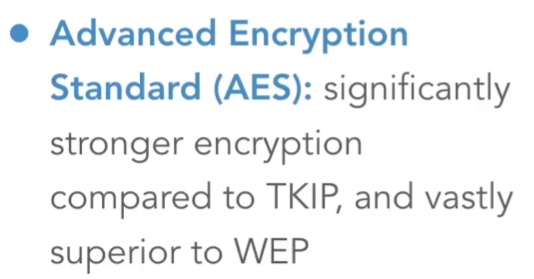 ● Advanced Encryption
Standard (AES): significantly
stronger encryption
compared to TKIP, and vastly
superior to WEP